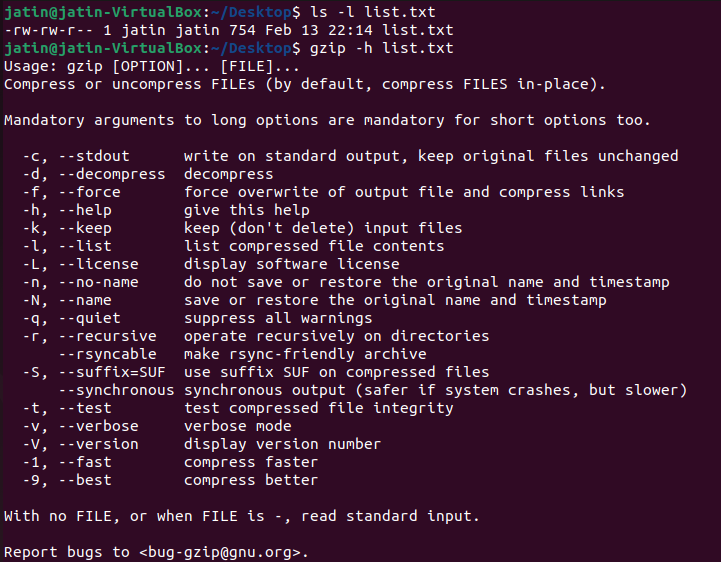 jatin@jatin-VirtualBox:~/Desktop$ ls -l list.txt
-rw-rw-r-- 1 jatin jatin 754 Feb 13 22:14 list.txt
jatin@jatin-VirtualBox:~/Desktop$ gzip -h list.txt
Usage: gzip [OPTION]... [FILE]...
Compress or uncompress FILEs (by default, compress FILES in-place).

Mandatory arguments to long options are mandatory for short options too.

  -c, --stdout      write on standard output, keep original files unchanged
  -d, --decompress  decompress
  -f, --force       force overwrite of output file and compress links
  -h, --help        give this help
  -k, --keep        keep (don't delete) input files
  -l, --list        list compressed file contents
  -L, --license     display software license
  -n, --no-name     do not save or restore the original name and timestamp
  -N, --name        save or restore the original name and timestamp
  -q, --quiet       suppress all warnings
  -r, --recursive   operate recursively on directories
      --rsyncable   make rsync-friendly archive
  -S, --suffix=SUF  use suffix SUF on compressed files
      --synchronous synchronous output (safer if system crashes, but slower)
  -t, --test        test compressed file integrity
  -v, --verbose     verbose mode
  -V, --version     display version number
  -1, --fast        compress faster
  -9, --best        compress better

With no FILE, or when FILE is -, read standard input.

Report bugs to <bug-gzip@gnu.org>.